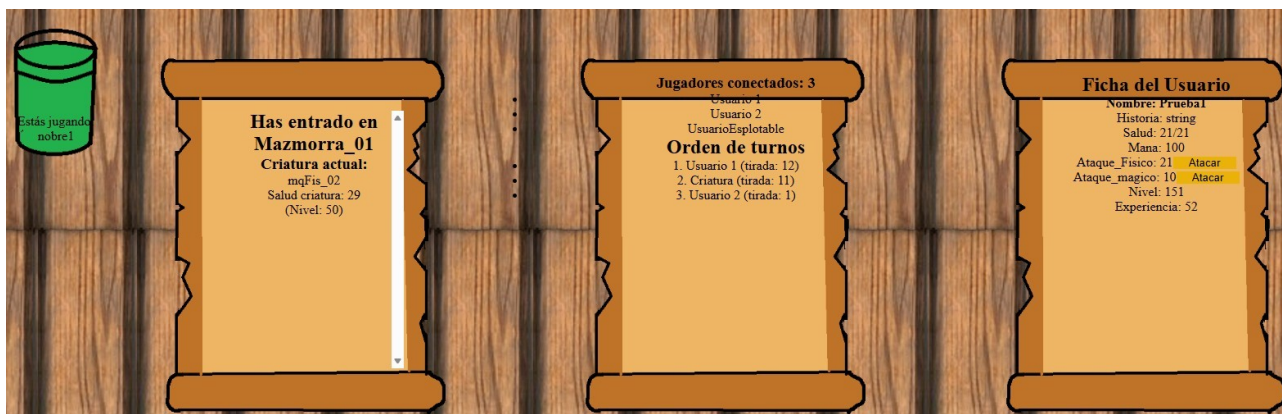 Estás jugando
nobre1
Has entrado en
Mazmorra_01
Criatura actual:
mqFis_02
Salud criatura: 29
(Nivel: 50)
Jugadores conectados: 3
Usuario 1
Usuario 2
UsuarioEsplotable
Orden de turnos
1. Usuario 1 (tirada: 12)
2. Criatura (tirada: 11)
3. Usuario 2 (tirada: 1)
Ficha del Usuario
Nombre: Prueba1
Historia: string
Salud: 21/21
Mana: 100
Ataque_Fisico: 21 Atacar
Ataque_magico: 10 Atacar
Nivel: 151
Experiencia: 52